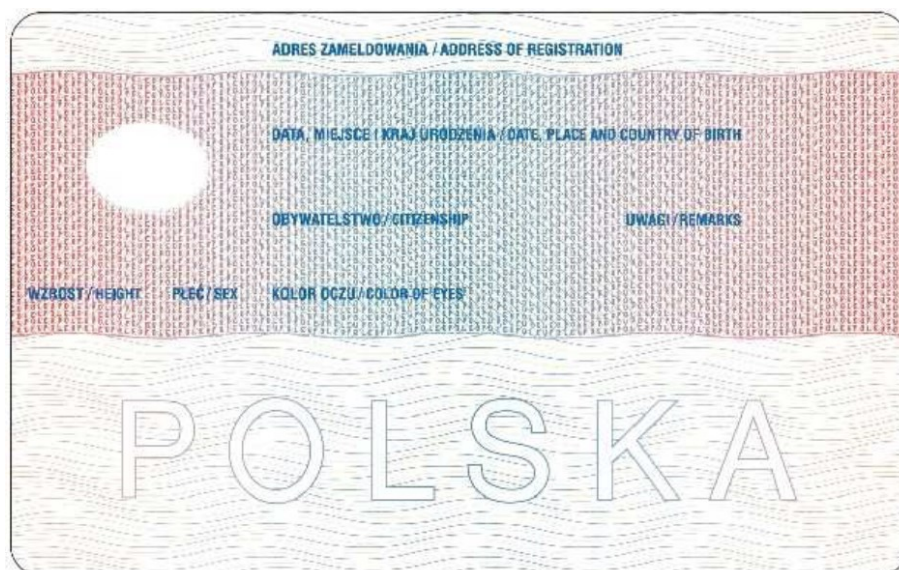 ADRES ZAMELDOWANIA / ADDRESS OF REGISTRATION
DATA, MIEJSCE I KRAJ URODZENIA / DATE, PLACE AND COUNTRY OF BIRTH
OBYWATELSTWO / CITIZENSHIP UWAGI / REMARKS
WZROST / HEIGHT PŁEĆ / SEX KOLOR OCZU / COLOR OF EYES
POLSKA